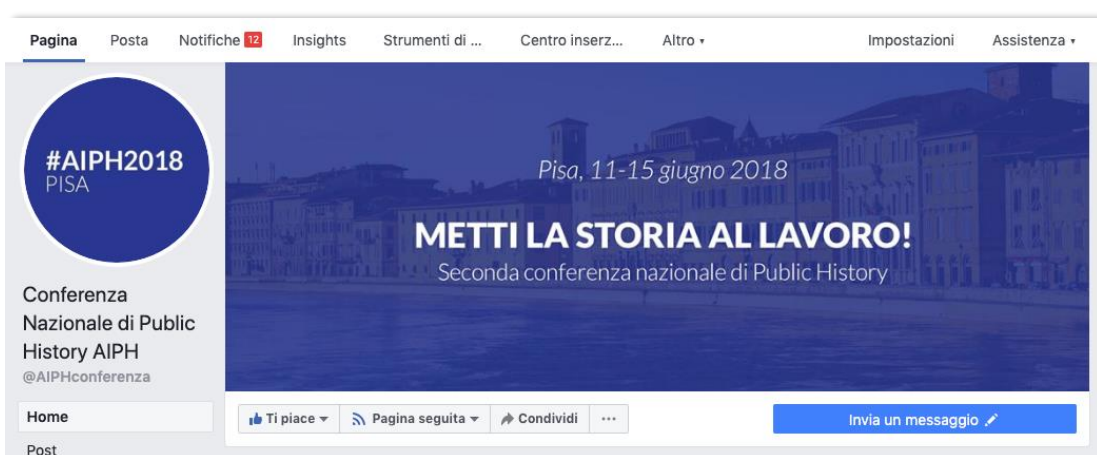 Pagina Posta Notifiche 12 Insights Strumenti di ... Centro inserz... Altro Impostazioni Assistenza
#AIPH2018
PISA
Pisa, 11-15 giugno 2018
METTI LA STORIA AL LAVORO!
Seconda conferenza nazionale di Public History
Conferenza
Nazionale di Public
History AIPH
@AIPHconferenza
Home
Ti piace Pagina seguita Condividi ... Invia un messaggio
Post